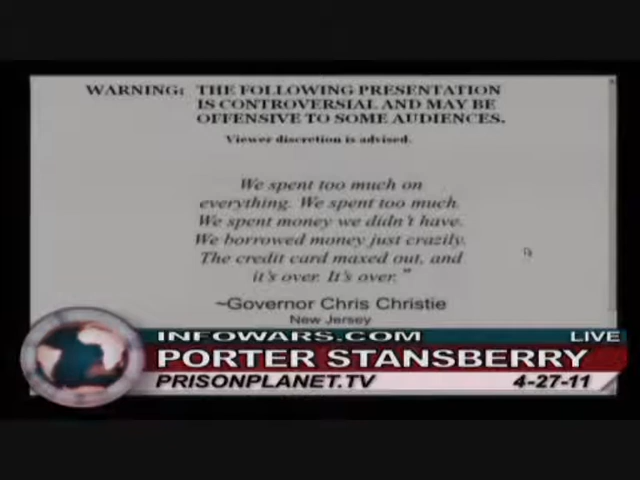 WARNING: THE FOLLOWING PRESENTATION
IS CONTROVERSIAL AND MAY BE
OFFENSIVE TO SOME AUDIENCES.
Viewer discretion is advised.
We spent too much on
everything. We spent too much.
We spent money we didn't have.
We borrowed money just crazily.
The credit card maxed out, and
it's over. It's over."
~Governor Chris Christie
New Jersey
INFOWARS.COM LIVE
PORTER STANSBERRY
PRISONPLANET.TV 4-27-11